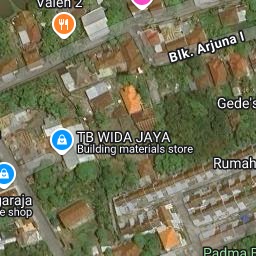 Valen 2
Blk. Arjuna I
Gede's
TB WIDA JAYA
Building materials store
Rumah
garaja
e shop
Padma B